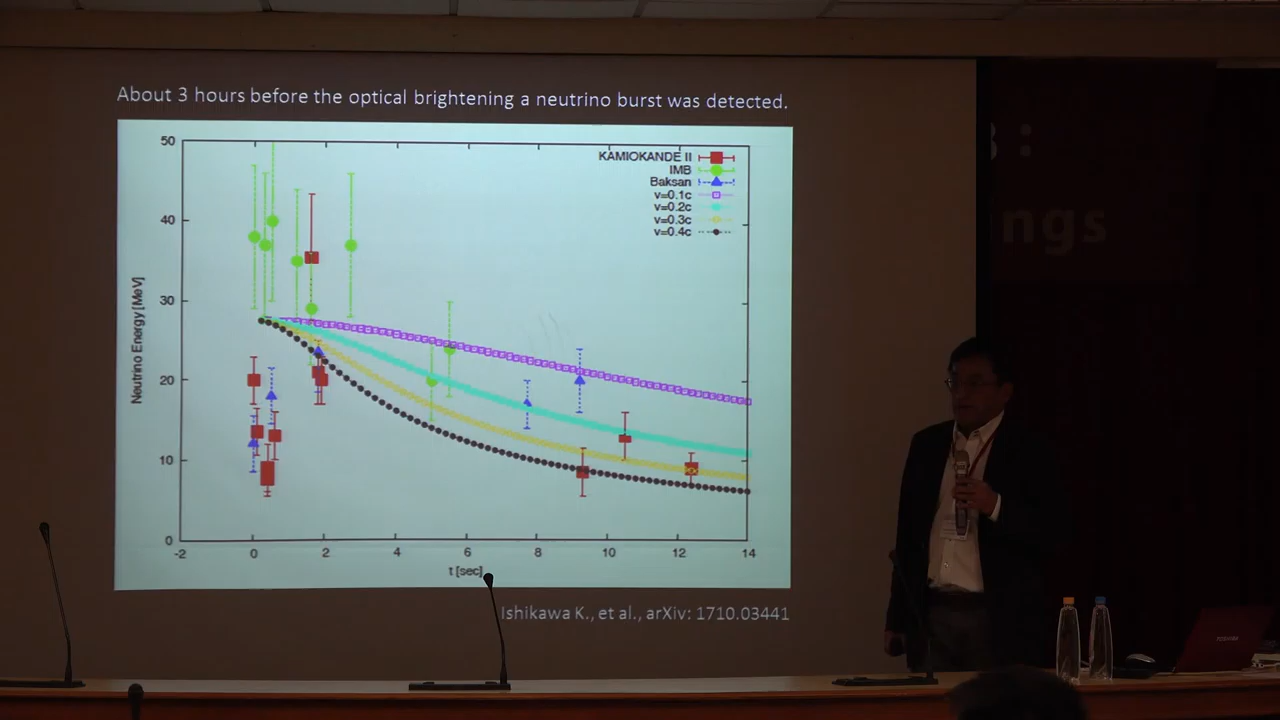 About 3 hours before the optical brightening a neutrino burst was detected.
50
40
30
20
10
0
-2
0
2
4
6
8
10
12
14
Neutrino Energy [MeV]
t [sec]
KAMIOKANDE II
IMB
Baksan
v=0.1c
v=0.2c
v=0.3c
v=0.4c
Ishikawa K., et al., arXiv: 1710.03441
ngs
TOSHIBA